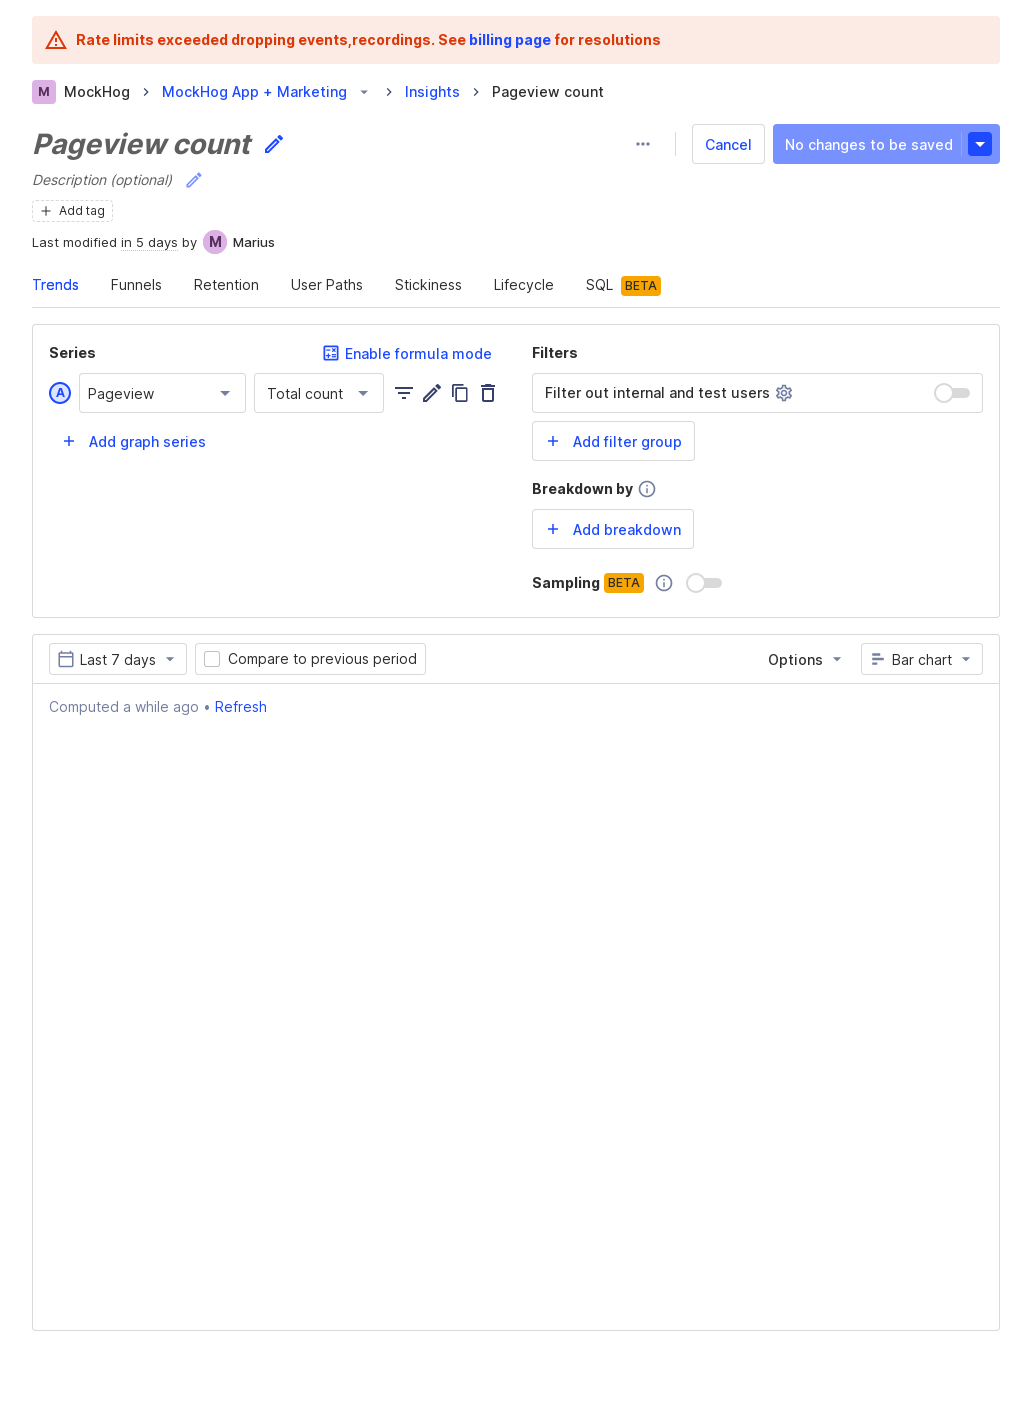 Rate limits exceeded dropping events,recordings. See billing page for resolutions
M MockHog MockHog App + Marketing Insights Pageview count
Pageview count
Cancel No changes to be saved
Description (optional)
Add tag
Last modified in 5 days by M Marius
Trends Funnels Retention User Paths Stickiness Lifecycle SQL BETA
Series Enable formula mode
A Pageview Total count
Add graph series
Filters
Filter out internal and test users
Add filter group
Breakdown by
Add breakdown
Sampling BETA
Last 7 days Compare to previous period Options Bar chart
Computed a while ago • Refresh